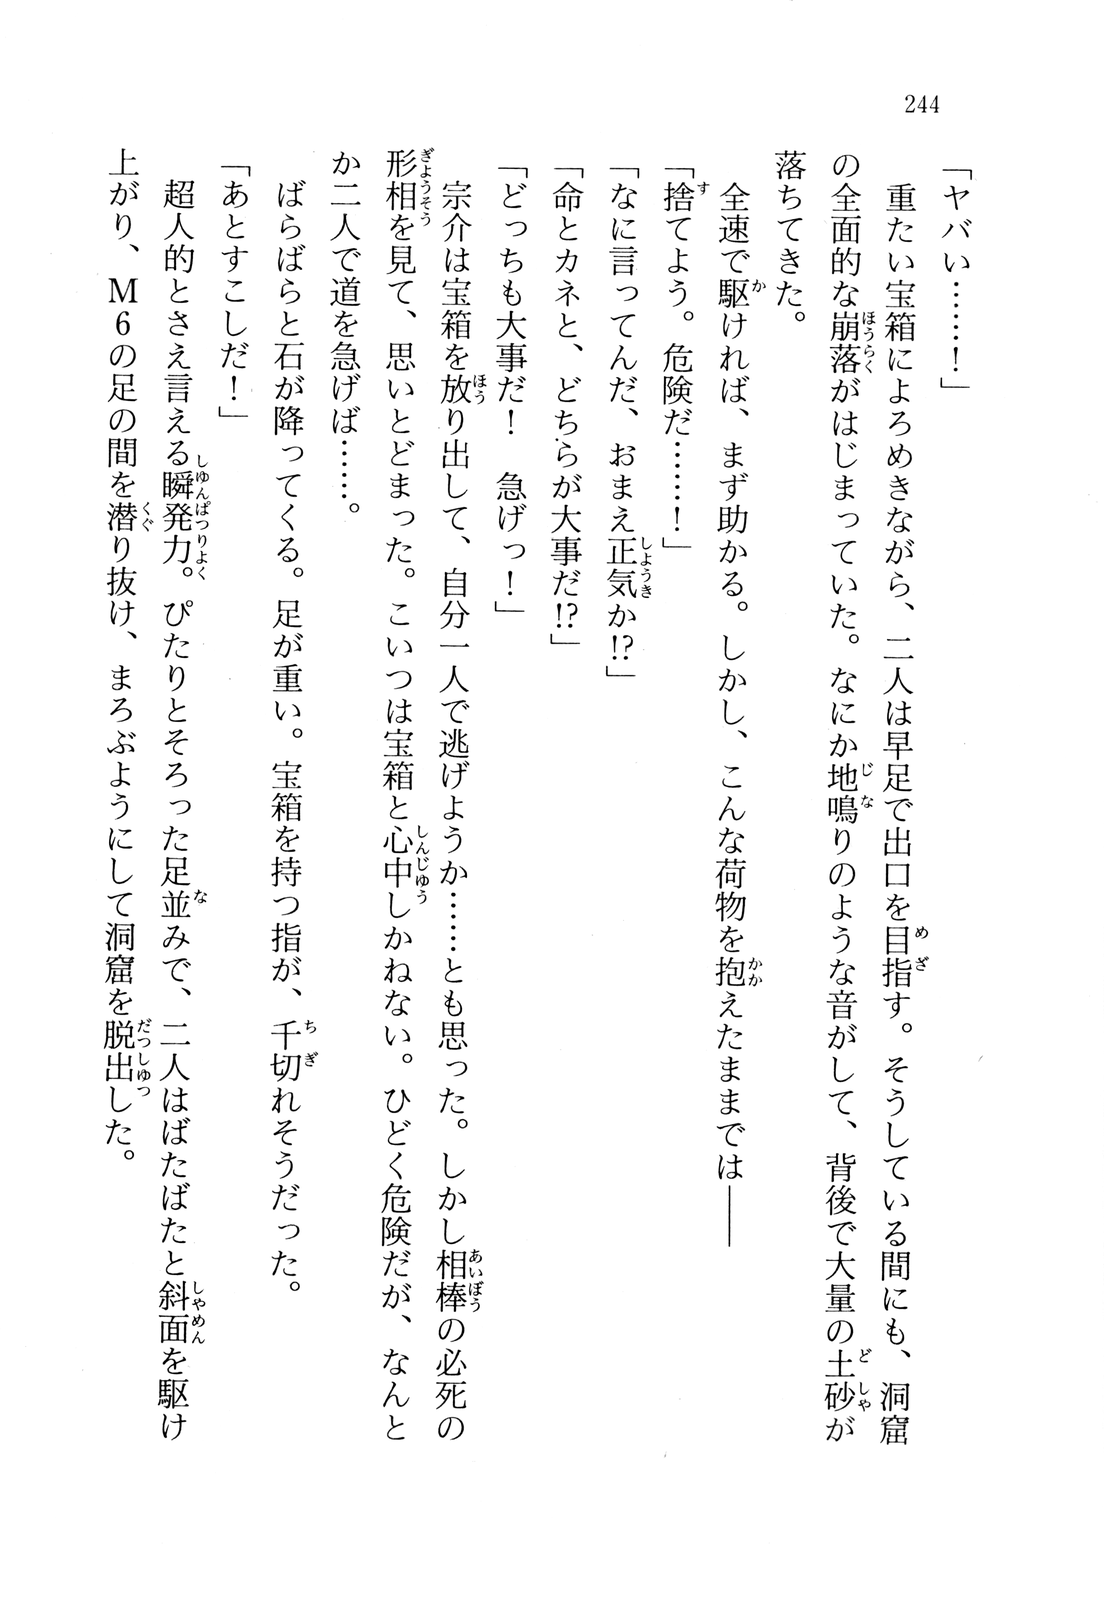 244
「ヤバい……！」
　重たい宝箱によろめきながら、二人は早足で出口を目指す。そうしている間にも、洞窟
の全面的な崩落がはじまっていた。なにか地鳴りのような音がして、背後で大量の土砂が
落ちてきた。
　全速で駆ければ、まず助かる。しかし、こんな荷物を抱えたままでは――
「捨てよう。危険だ……！」
「なに言ってんだ、おまえ正気か!?」
「命とカネと、どちらが大事だ!?」
「どっちも大事だ！　急げっ！」
　宗介は宝箱を放り出して、自分一人で逃げようか……とも思った。しかし相棒の必死の
形相を見て、思いとどまった。こいつは宝箱と心中しかねない。ひどく危険だが、なんと
か二人で道を急げば……。
　ばらばらと石が降ってくる。足が重い。宝箱を持つ指が、千切れそうだった。
「あとすこしだ！」
　超人的とさえ言える瞬発力。ぴたりとそろった足並みで、二人はばたばたと斜面を駆け
上がり、M6の足の間を潜り抜け、まろぶようにして洞窟を脱出した。